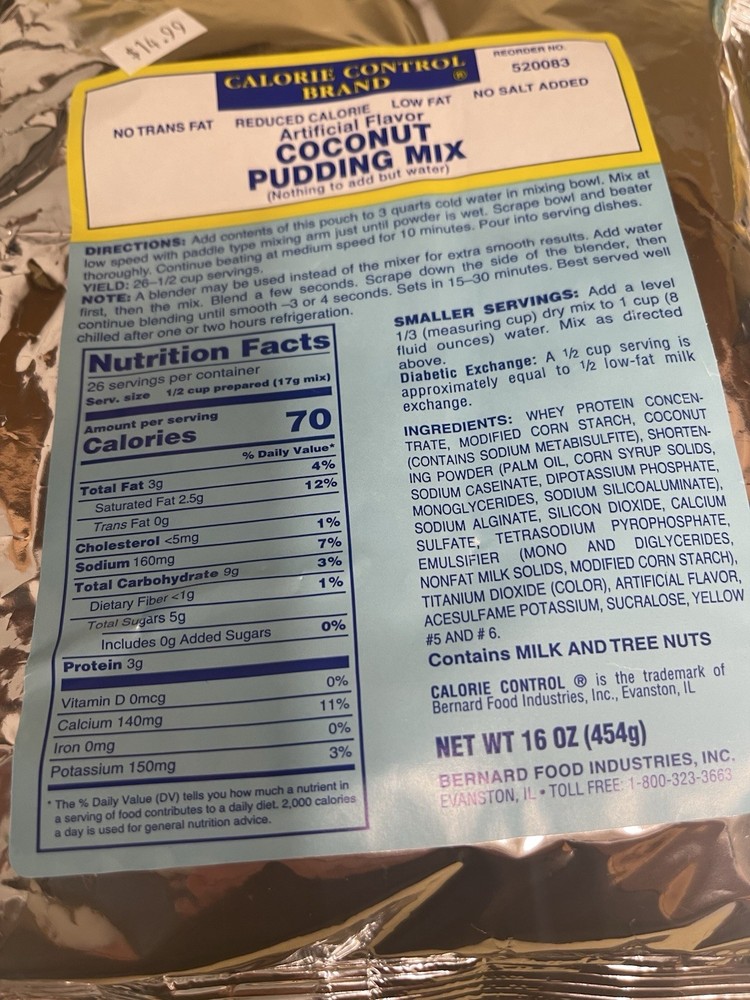 $14.99
CALORIE CONTROL
BRAND ®
REORDER NO.
520083
NO TRANS FAT REDUCED CALORIE LOW FAT NO SALT ADDED
Artificial Flavor
COCONUT
PUDDING MIX
(Nothing to add but water)
DIRECTIONS: Add contents of this pouch to 3 quarts cold water in mixing bowl. Mix at
low speed with paddle type mixing arm just until powder is wet. Scrape bowl and beater
thoroughly. Continue beating at medium speed for 10 minutes. Pour into serving dishes.
YIELD: 26–1/2 cup servings.
NOTE: A blender may be used instead of the mixer for extra smooth results. Add water
first, then the mix. Blend a few seconds. Scrape down the side of the blender, then
continue blending until smooth –3 or 4 seconds. Sets in 15–30 minutes. Best served well
chilled after one or two hours refrigeration.
Nutrition Facts
26 servings per container
Serv. size 1/2 cup prepared (17g mix)
Amount per serving
Calories 70
% Daily Value*
Total Fat 3g 4%
Saturated Fat 2.5g 12%
Trans Fat 0g
Cholesterol <5mg 1%
Sodium 160mg 7%
Total Carbohydrate 9g 3%
Dietary Fiber <1g 1%
Total Sugars 5g
Includes 0g Added Sugars 0%
Protein 3g
Vitamin D 0mcg 0%
Calcium 140mg 11%
Iron 0mg 0%
Potassium 150mg 3%
* The % Daily Value (DV) tells you how much a nutrient in
a serving of food contributes to a daily diet. 2,000 calories
a day is used for general nutrition advice.
SMALLER SERVINGS: Add a level
1/3 (measuring cup) dry mix to 1 cup (8
fluid ounces) water. Mix as directed
above.
Diabetic Exchange: A ½ cup serving is
approximately equal to ½ low-fat milk
exchange.
INGREDIENTS: WHEY PROTEIN CONCEN-
TRATE, MODIFIED CORN STARCH, COCONUT
(CONTAINS SODIUM METABISULFITE), SHORTEN-
ING POWDER (PALM OIL, CORN SYRUP SOLIDS,
SODIUM CASEINATE, DIPOTASSIUM PHOSPHATE,
MONOGLYCERIDES, SODIUM SILICOALUMINATE),
SODIUM ALGINATE, SILICON DIOXIDE, CALCIUM
SULFATE, TETRASODIUM PYROPHOSPHATE,
EMULSIFIER (MONO AND DIGLYCERIDES,
NONFAT MILK SOLIDS, MODIFIED CORN STARCH),
TITANIUM DIOXIDE (COLOR), ARTIFICIAL FLAVOR,
ACESULFAME POTASSIUM, SUCRALOSE, YELLOW
#5 AND # 6.
Contains MILK AND TREE NUTS
CALORIE CONTROL ® is the trademark of
Bernard Food Industries, Inc., Evanston, IL
NET WT 16 OZ (454g)
BERNARD FOOD INDUSTRIES, INC.
EVANSTON, IL • TOLL FREE: 1-800-323-3663